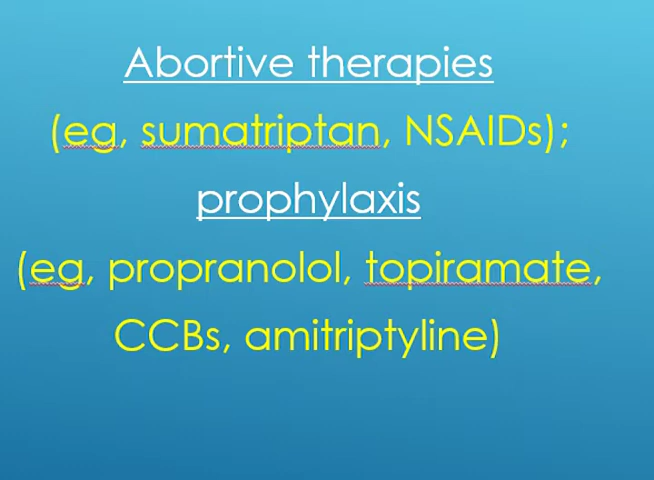 Abortive therapies
(eg, sumatriptan, NSAIDs);
prophylaxis
(eg, propranolol, topiramate,
CCBs, amitriptyline)